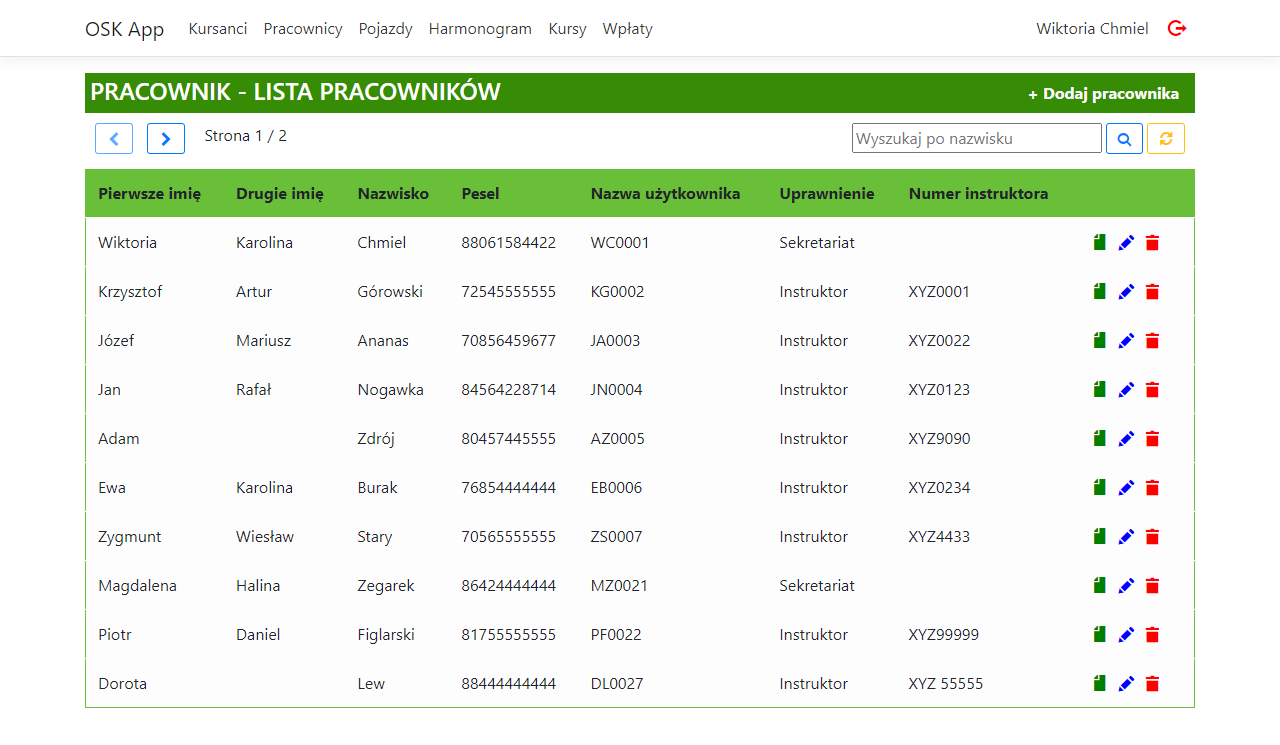 OSK App Kursanci Pracownicy Pojazdy Harmonogram Kursy Wpłaty Wiktoria Chmiel
PRACOWNIK - LISTA PRACOWNIKÓW + Dodaj pracownika
Strona 1 / 2 Wyszukaj po nazwisku
Pierwsze imię Drugie imię Nazwisko Pesel Nazwa użytkownika Uprawnienie Numer instruktora
Wiktoria Karolina Chmiel 88061584422 WC0001 Sekretariat
Krzysztof Artur Górowski 72545555555 KG0002 Instruktor XYZ0001
Józef Mariusz Ananas 70856459677 JA0003 Instruktor XYZ0022
Jan Rafał Nogawka 84564228714 JN0004 Instruktor XYZ0123
Adam Zdrój 80457445555 AZ0005 Instruktor XYZ9090
Ewa Karolina Burak 76854444444 EB0006 Instruktor XYZ0234
Zygmunt Wiesław Stary 70565555555 ZS0007 Instruktor XYZ4433
Magdalena Halina Zegarek 86424444444 MZ0021 Sekretariat
Piotr Daniel Figlarski 81755555555 PF0022 Instruktor XYZ99999
Dorota Lew 88444444444 DL0027 Instruktor XYZ 55555